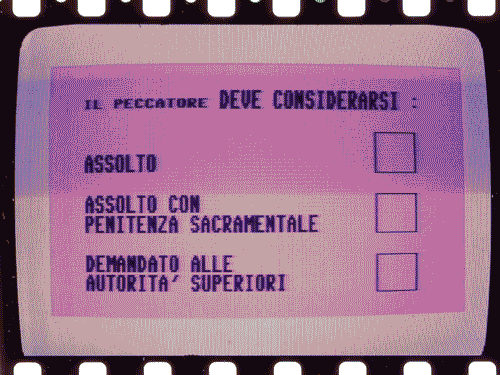 IL PECCATORE DEVE CONSIDERARSI :
ASSOLTO
ASSOLTO CON
PENITENZA SACRAMENTALE
DEMANDATO ALLE
AUTORITA' SUPERIORI